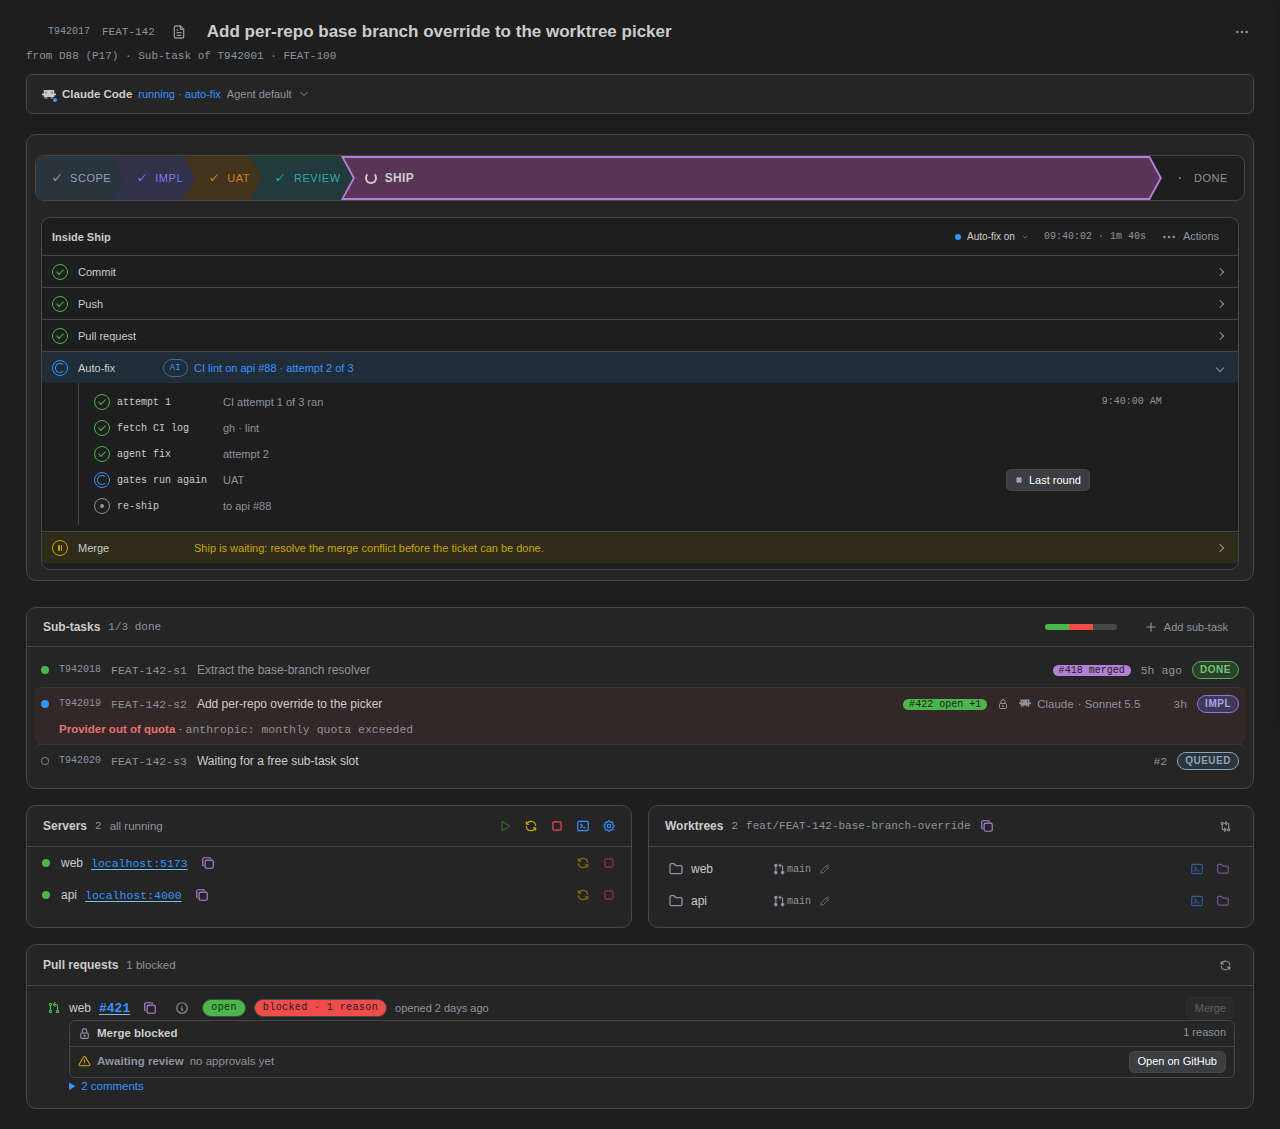 T942017 FEAT-142 Add per-repo base branch override to the worktree picker
from D88 (P17) · Sub-task of T942001 · FEAT-100
Claude Code running · auto-fix Agent default
SCOPE IMPL UAT REVIEW SHIP DONE
Inside Ship Auto-fix on 09:40:02 · 1m 40s Actions
Commit
Push
Pull request
Auto-fix AI CI lint on api #88 · attempt 2 of 3
attempt 1 CI attempt 1 of 3 ran 9:40:00 AM
fetch CI log gh · lint
agent fix attempt 2
gates run again UAT Last round
re-ship to api #88
Merge Ship is waiting: resolve the merge conflict before the ticket can be done.
Sub-tasks 1/3 done Add sub-task
T942018 FEAT-142-s1 Extract the base-branch resolver #418 merged 5h ago DONE
T942019 FEAT-142-s2 Add per-repo override to the picker #422 open +1 Claude · Sonnet 5.5 3h IMPL
Provider out of quota · anthropic: monthly quota exceeded
T942020 FEAT-142-s3 Waiting for a free sub-task slot #2 QUEUED
Servers 2 all running
web localhost:5173
api localhost:4000
Worktrees 2 feat/FEAT-142-base-branch-override
web main
api main
Pull requests 1 blocked
web #421 open blocked · 1 reason opened 2 days ago Merge
Merge blocked 1 reason
Awaiting review no approvals yet Open on GitHub
2 comments